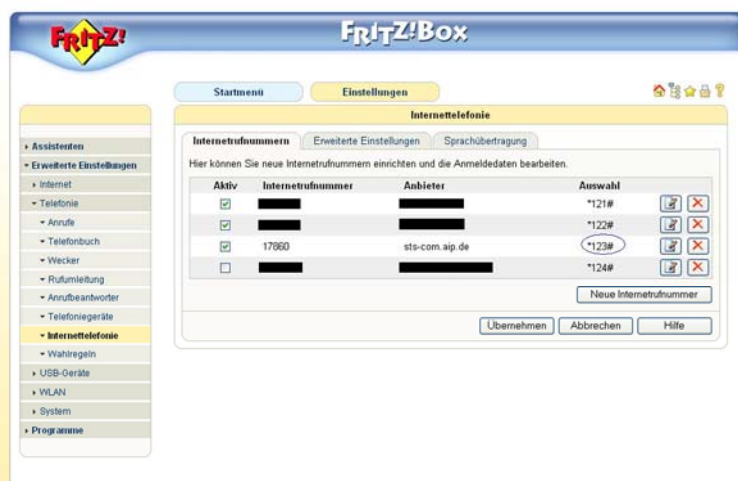 FRITZ!
FRITZ!Box
Startmenü
Einstellungen
Internettelefonie
Assistenten
Erweiterte Einstellungen
Internet
Telefonie
Anrufe
Telefonbuch
Wecker
Rufumleitung
Anrufbeantworter
Telefoniegeräte
Internettelefonie
Wahlregeln
USB-Geräte
WLAN
System
Programme
Internetrufnummern Erweiterte Einstellungen Sprachübertragung
Hier können Sie neue Internetrufnummern einrichten und die Anmeldedaten bearbeiten.
Aktiv Internetrufnummer Anbieter Auswahl
*121#
*122#
17860 sts-com.aip.de *123#
*124#
Neue Internetrufnummer
Übernehmen Abbrechen Hilfe